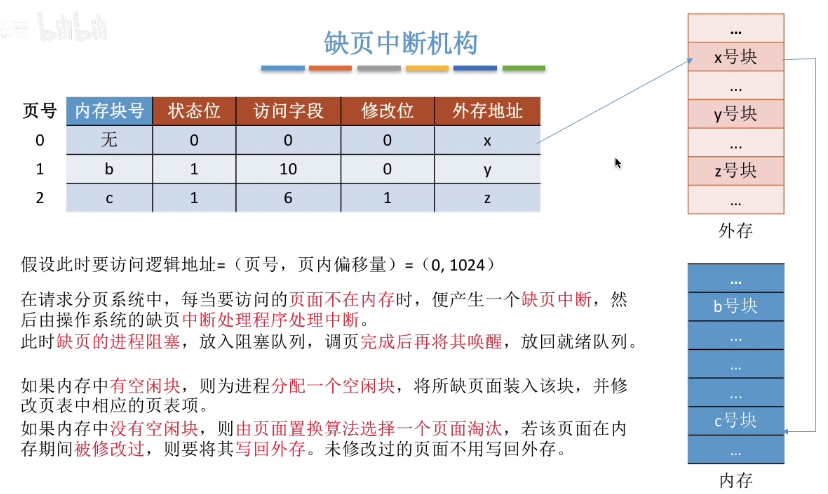 bilibili
缺页中断机构
页号 内存块号 状态位 访问字段 修改位 外存地址
0 无 0 0 0 x
1 b 1 10 0 y
2 c 1 6 1 z
假设此时要访问逻辑地址=（页号，页内偏移量）=（0, 1024）
在请求分页系统中，每当要访问的页面不在内存时，便产生一个缺页中断，然
后由操作系统的缺页中断处理程序处理中断。
此时缺页的进程阻塞，放入阻塞队列，调页完成后再将其唤醒，放回就绪队列。
如果内存中有空闲块，则为进程分配一个空闲块，将所缺页面装入该块，并修
改页表中相应的页表项。
如果内存中没有空闲块，则由页面置换算法选择一个页面淘汰，若该页面在内
存期间被修改过，则要将其写回外存。未修改过的页面不用写回外存。
...
x号块
...
y号块
...
z号块
...
外存
...
b号块
...
...
...
c号块
...
内存